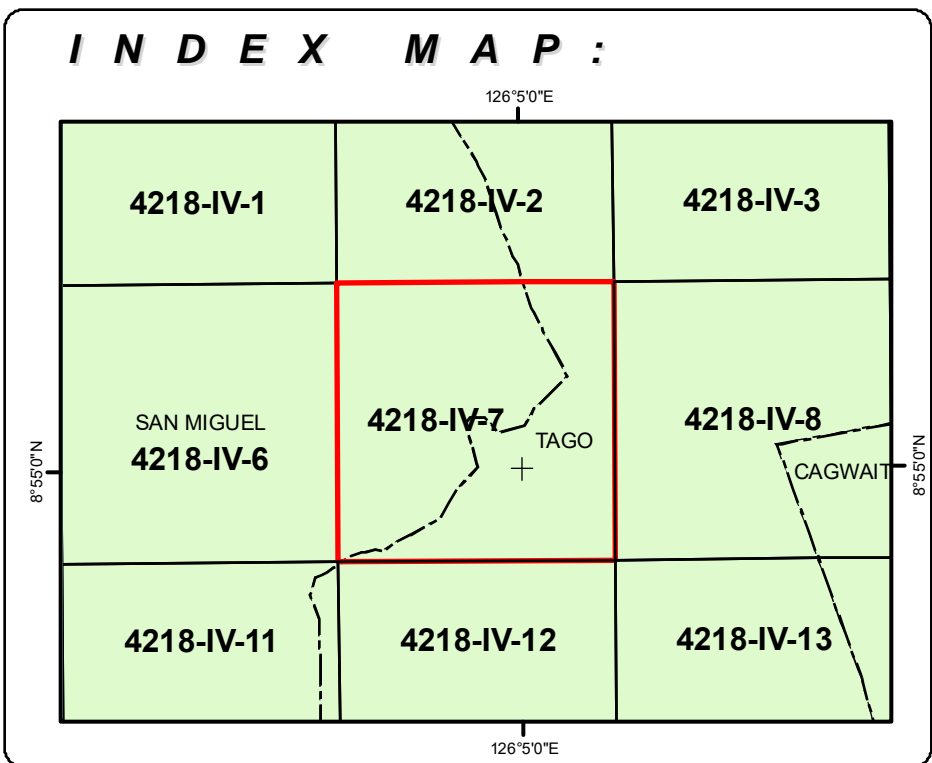 INDEX MAP:
126°5'0"E
4218-IV-1
4218-IV-2
4218-IV-3
SAN MIGUEL
4218-IV-6
4218-IV-7
TAGO
4218-IV-8
CAGWAIT
8°55'0"N
8°55'0"N
4218-IV-11
4218-IV-12
4218-IV-13
126°5'0"E